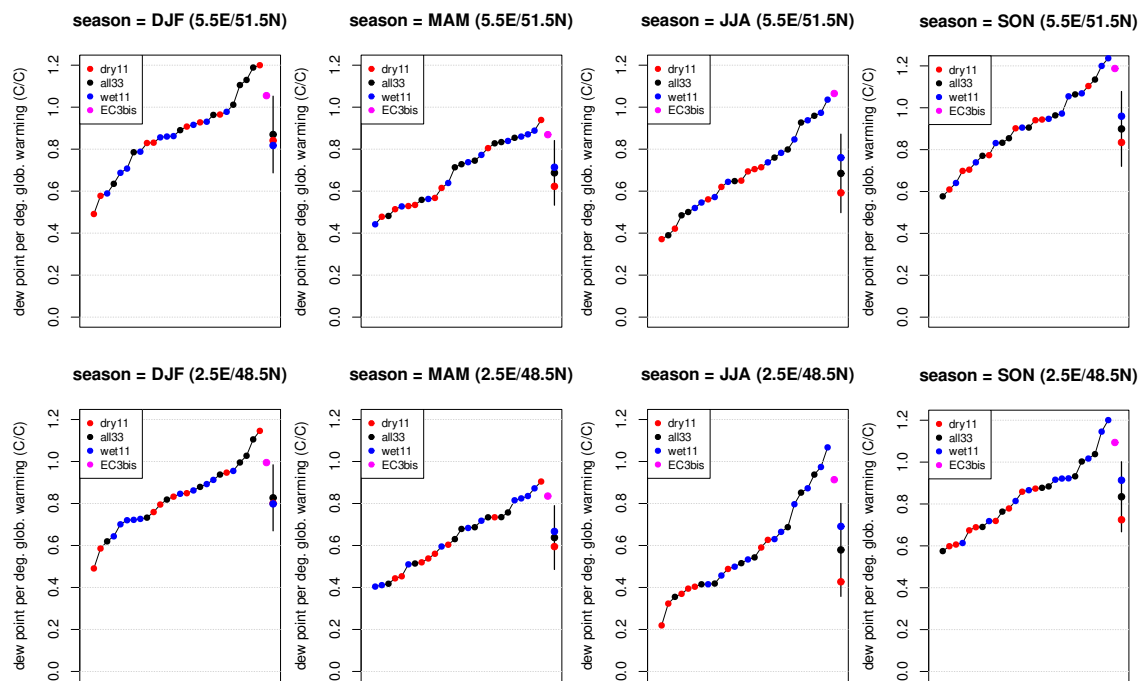 season = DJF (5.5E/51.5N)
dew point per deg. glob. warming (C/C)
0.0 0.2 0.4 0.6 0.8 1.0 1.2
dry11
all33
wet11
EC3bis
season = MAM (5.5E/51.5N)
dew point per deg. glob. warming (C/C)
0.0 0.2 0.4 0.6 0.8 1.0 1.2
dry11
all33
wet11
EC3bis
season = JJA (5.5E/51.5N)
dew point per deg. glob. warming (C/C)
0.0 0.2 0.4 0.6 0.8 1.0 1.2
dry11
all33
wet11
EC3bis
season = SON (5.5E/51.5N)
dew point per deg. glob. warming (C/C)
0.0 0.2 0.4 0.6 0.8 1.0 1.2
dry11
all33
wet11
EC3bis
season = DJF (2.5E/48.5N)
dew point per deg. glob. warming (C/C)
0.0 0.2 0.4 0.6 0.8 1.0 1.2
dry11
all33
wet11
EC3bis
season = MAM (2.5E/48.5N)
dew point per deg. glob. warming (C/C)
0.0 0.2 0.4 0.6 0.8 1.0 1.2
dry11
all33
wet11
EC3bis
season = JJA (2.5E/48.5N)
dew point per deg. glob. warming (C/C)
0.0 0.2 0.4 0.6 0.8 1.0 1.2
dry11
all33
wet11
EC3bis
season = SON (2.5E/48.5N)
dew point per deg. glob. warming (C/C)
0.0 0.2 0.4 0.6 0.8 1.0 1.2
dry11
all33
wet11
EC3bis